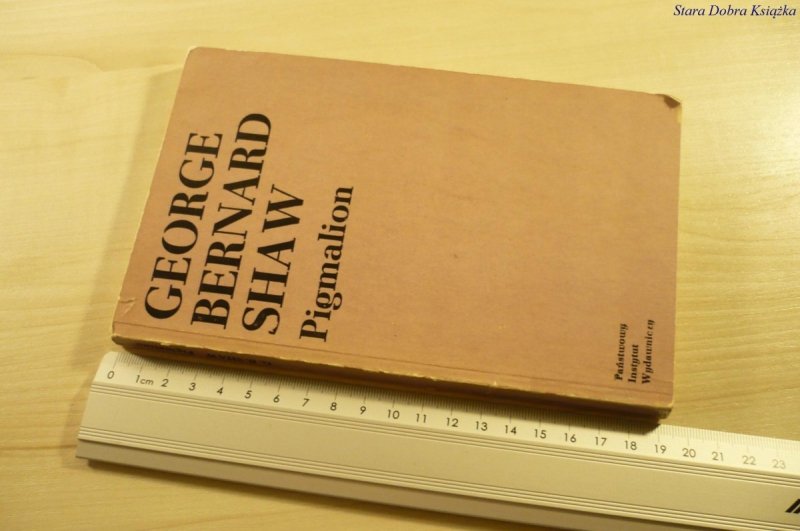 Stara Dobra Książka
GEORGE
BERNARD
SHAW
Pigmalion
Państwowy
Instytut
Wydawniczy
0 1cm 2 3 4 5 6 7 8 9 10 11 12 13 14 15 16 17 18 19 20 21 22 23